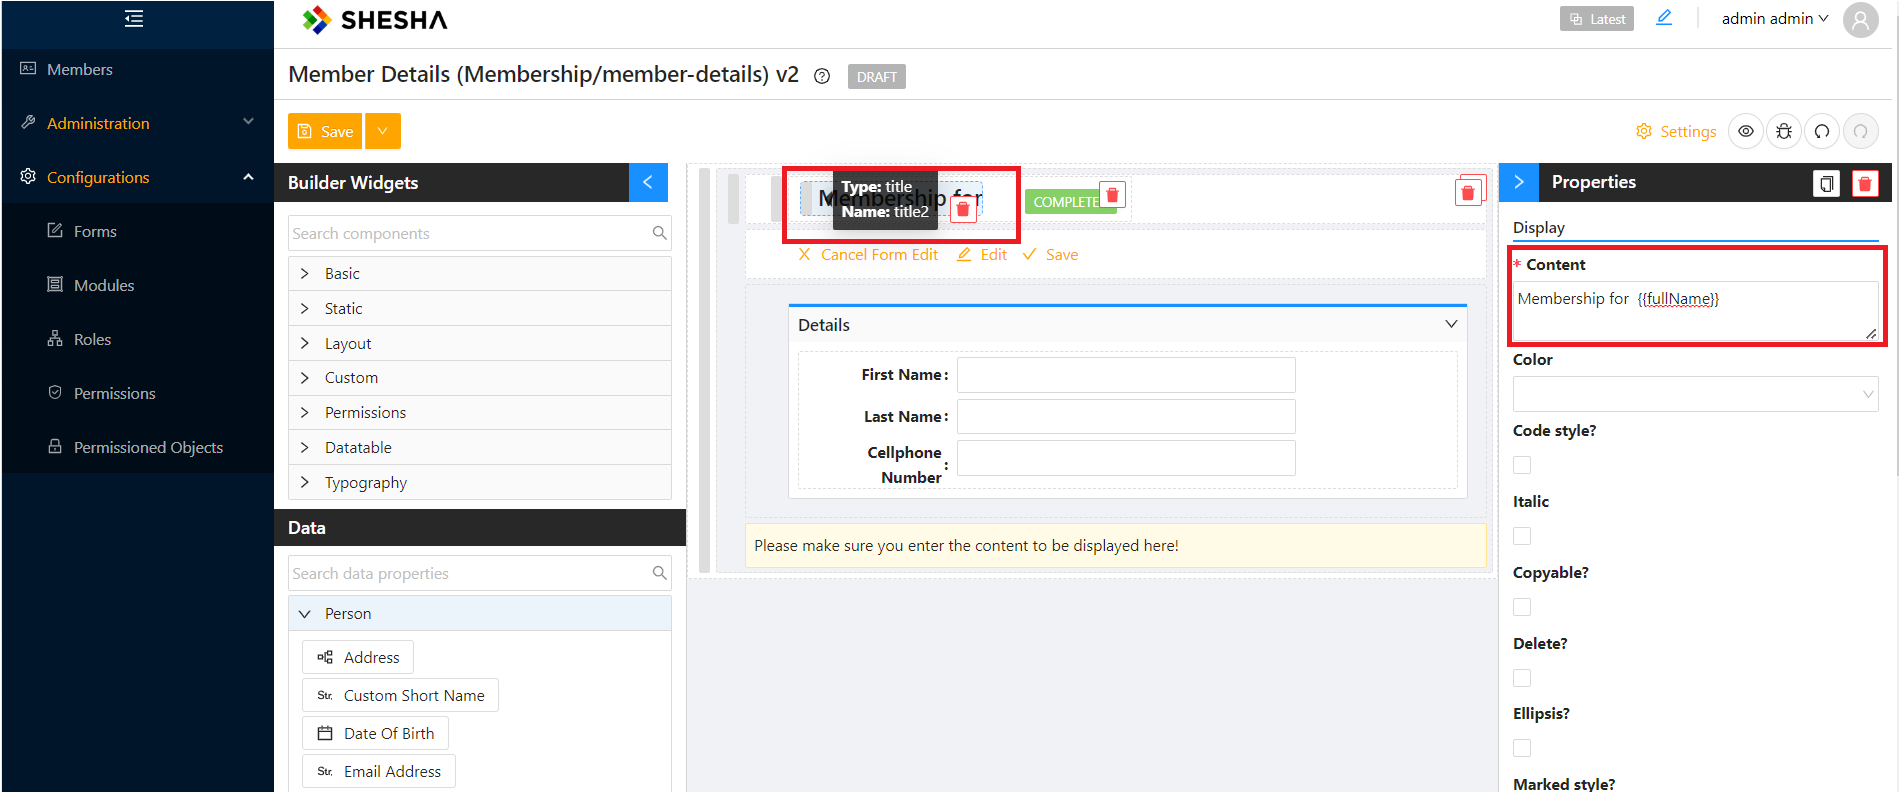 SHESHA
Latest
admin admin
Members
Administration
Configurations
Forms
Modules
Roles
Permissions
Permissioned Objects
Member Details (Membership/member-details) v2
DRAFT
Save
Settings
Builder Widgets
Search components
Basic
Static
Layout
Custom
Permissions
Datatable
Typography
Data
Search data properties
Person
Address
Str. Custom Short Name
Date Of Birth
Str. Email Address
Membership for
Type: title
Name: title2
COMPLETE
Cancel Form Edit Edit Save
Details
First Name:
Last Name:
Cellphone
Number :
Please make sure you enter the content to be displayed here!
Properties
Display
* Content
Membership for {{fullName}}
Color
Code style?
Italic
Copyable?
Delete?
Ellipsis?
Marked style?